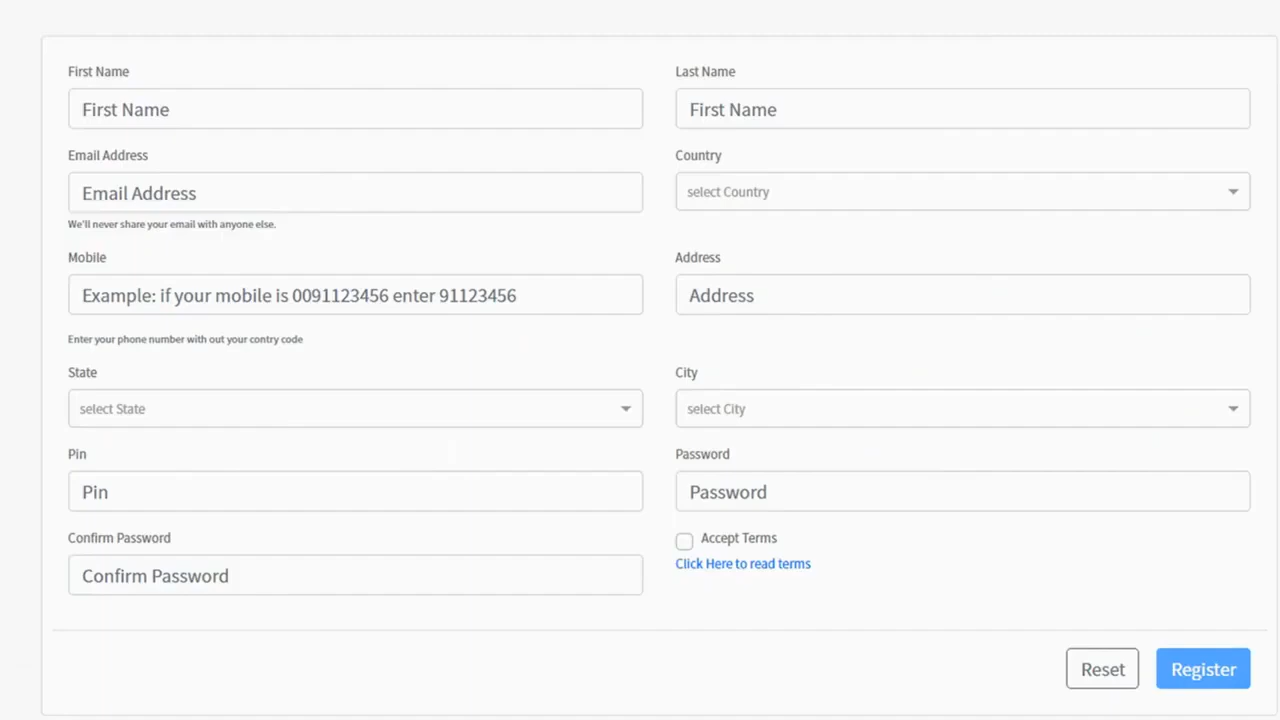 First Name
Last Name
First Name
First Name
Email Address
Country
Email Address
select Country
We'll never share your email with anyone else.
Mobile
Address
Example: if your mobile is 0091123456 enter 91123456
Address
Enter your phone number with out your contry code
State
City
select State
select City
Pin
Password
Pin
Password
Confirm Password
Accept Terms
Click Here to read terms
Confirm Password
Reset
Register